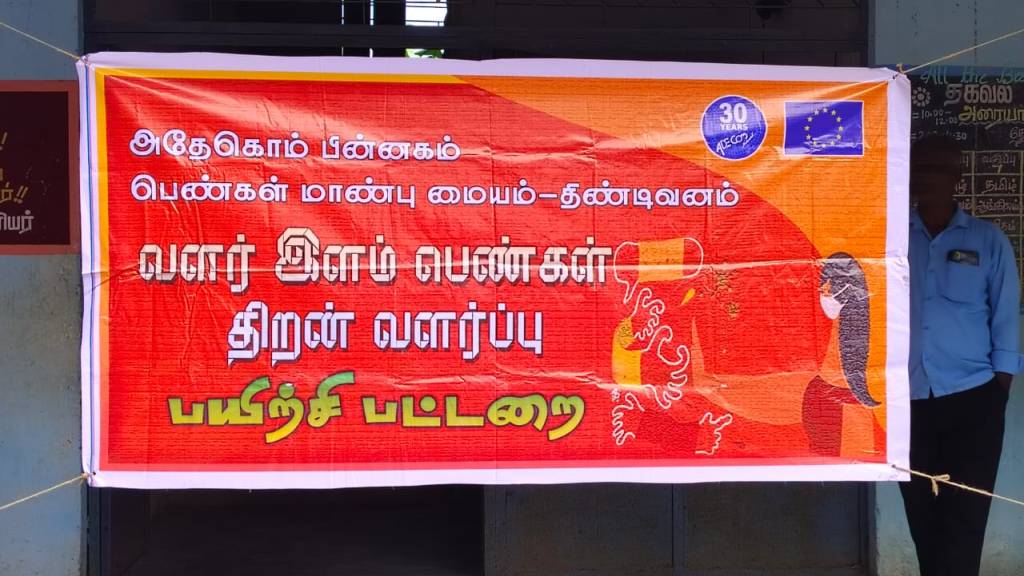 அதேகொம் பின்னகம்
பெண்கள் மாண்பு மையம்-திண்டிவனம்
வளர் இளம் பெண்கள்
திறன் வளர்ப்பு
பயிற்சி பட்டறை
30
YEARS
தகவல்